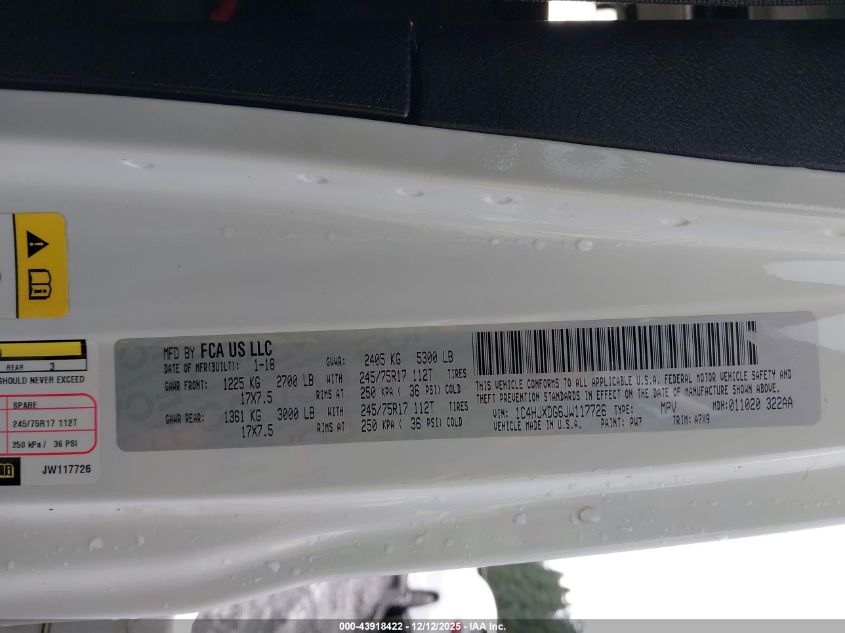 MFD BY FCA US LLC
DATE OF MFR(BUILT): 1-18 GVWR: 2405 KG 5300 LB
GAWR FRONT: 1225 KG 2700 LB WITH 245/75R17 112T TIRES
17X7.5 RIMS AT 250 KPA ( 36 PSI) COLD
GAWR REAR: 1361 KG 3000 LB WITH 245/75R17 112T TIRES
17X7.5 RIMS AT 250 KPA ( 36 PSI) COLD
THIS VEHICLE CONFORMS TO ALL APPLICABLE U.S.A. FEDERAL MOTOR VEHICLE SAFETY AND
THEFT PREVENTION STANDARDS IN EFFECT ON THE DATE OF MANUFACTURE SHOWN ABOVE.
VIN: 1C4HJXDG6JW117726 TYPE: MPV MDH: 011020 322AA
VEHICLE MADE IN U.S.A. PAINT: PW7 TRIM: A7X9
REAR 3
SHOULD NEVER EXCEED
SPARE
245/75R17 112T
250 kPa / 36 PSI
JW117726
000-43918422 - 12/12/2025 - IAA Inc.